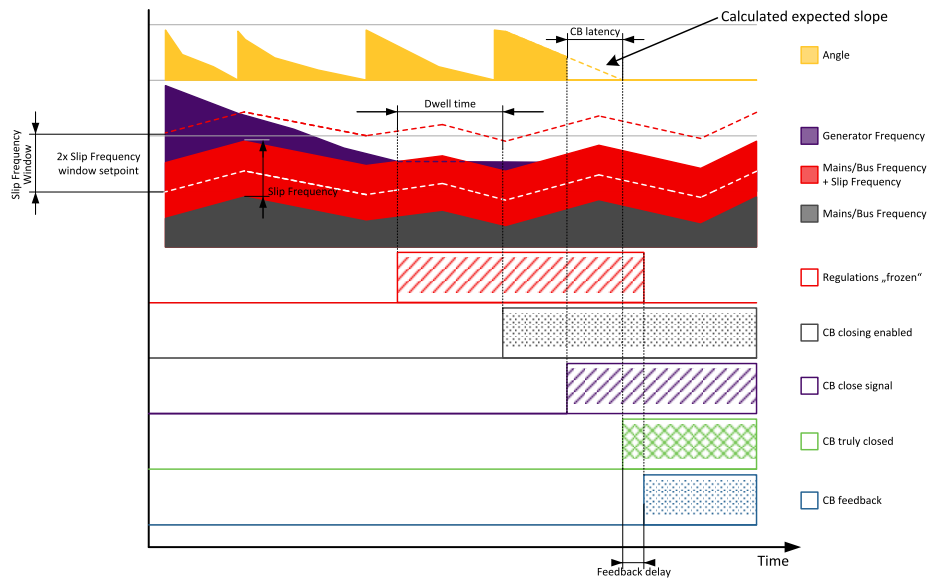 Calculated expected slope
CB latency
Angle
Dwell time
Slip Frequency
Window
2x Slip Frequency
window setpoint
Slip Frequency
Generator Frequency
Mains/Bus Frequency
+ Slip Frequency
Mains/Bus Frequency
Regulations „frozen“
CB closing enabled
CB close signal
CB truly closed
CB feedback
Time
Feedback delay